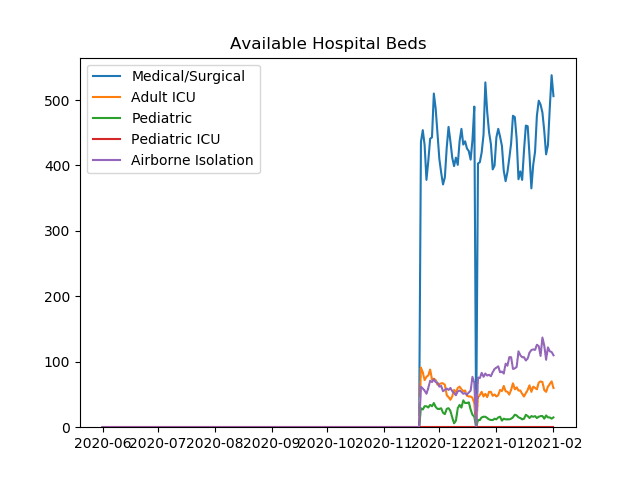 Available Hospital Beds
Medical/Surgical
Adult ICU
Pediatric
Pediatric ICU
Airborne Isolation
500
400
300
200
100
0
2020-06 2020-07 2020-08 2020-09 2020-10 2020-11 2020-12 2021-01 2021-02